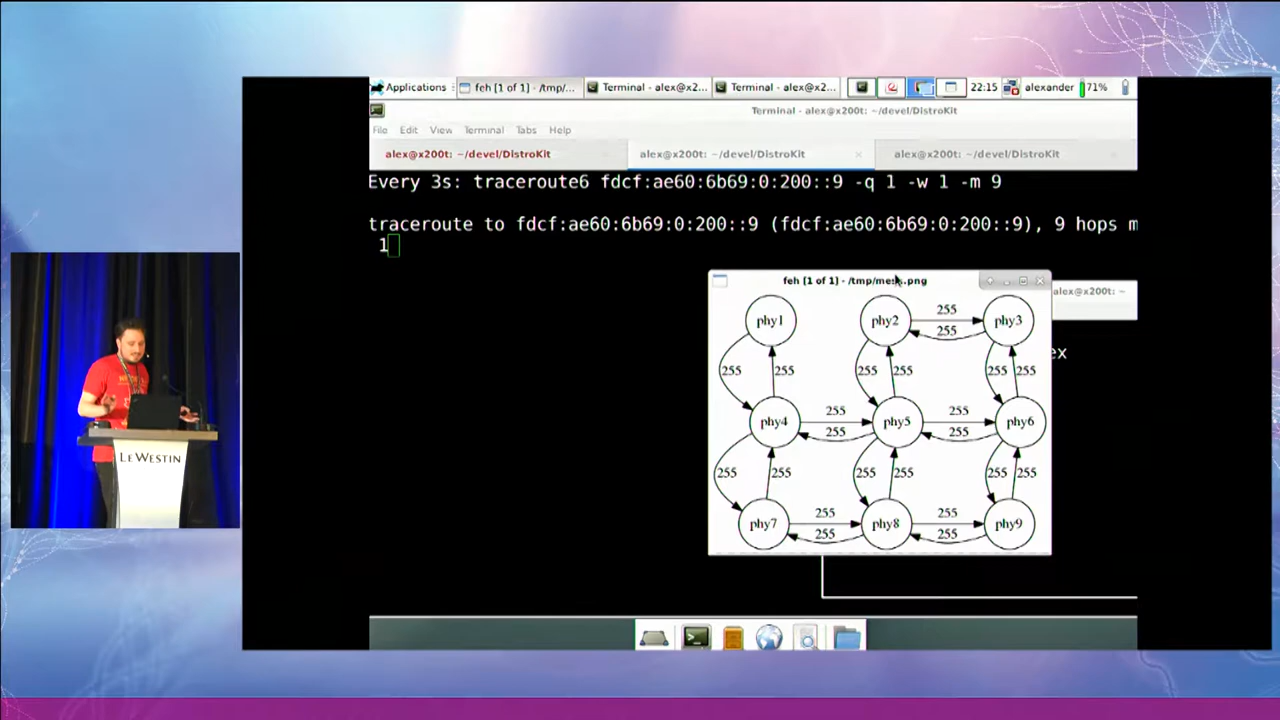 Applications
feh [1 of 1] - /tmp/...
Terminal - alex@x2...
Terminal - alex@x2...
22:15
alexander
71%
Terminal - alex@x200t: ~/devel/DistroKit
File Edit View Terminal Tabs Help
alex@x200t: ~/devel/DistroKit
alex@x200t: ~/devel/DistroKit
alex@x200t: ~/devel/DistroKit
Every 3s: traceroute6 fdcf:ae60:6b69:0:200::9 -q 1 -w 1 -m 9
traceroute to fdcf:ae60:6b69:0:200::9 (fdcf:ae60:6b69:0:200::9), 9 hops m
1
feh [1 of 1] - /tmp/mes...png
alex@x200t: ~
ex
phy1 phy2 255 phy3
255
255 255 255 255 255 255
phy4 255 phy5 255 phy6
255 255
255 255 255 255 255 255
phy7 255 phy8 255 phy9
255 255
LE WESTIN